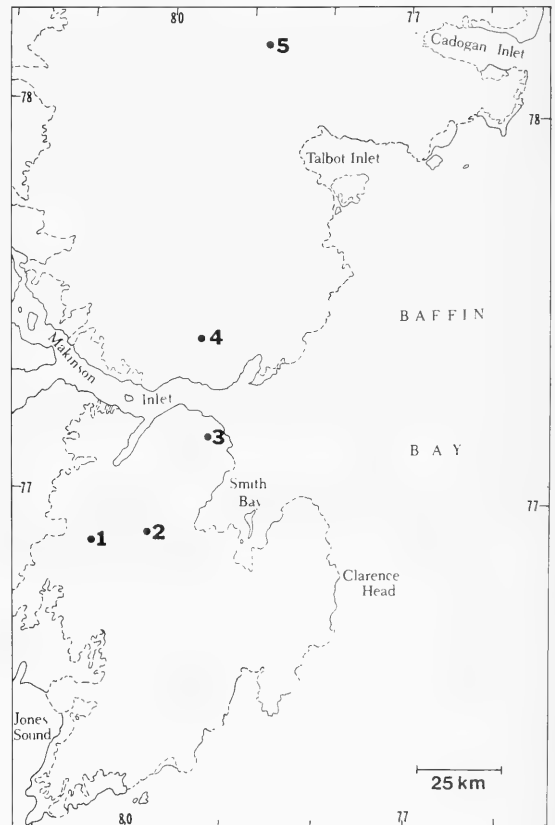 80
77
5
Cadogan Inlet
78
78
Talbot Inlet
BAFFIN
4
Makinson
Inlet
3
BAY
77
Smith
Bay
77
1
2
Clarence
Head
Jones
Sound
25 km
80
77